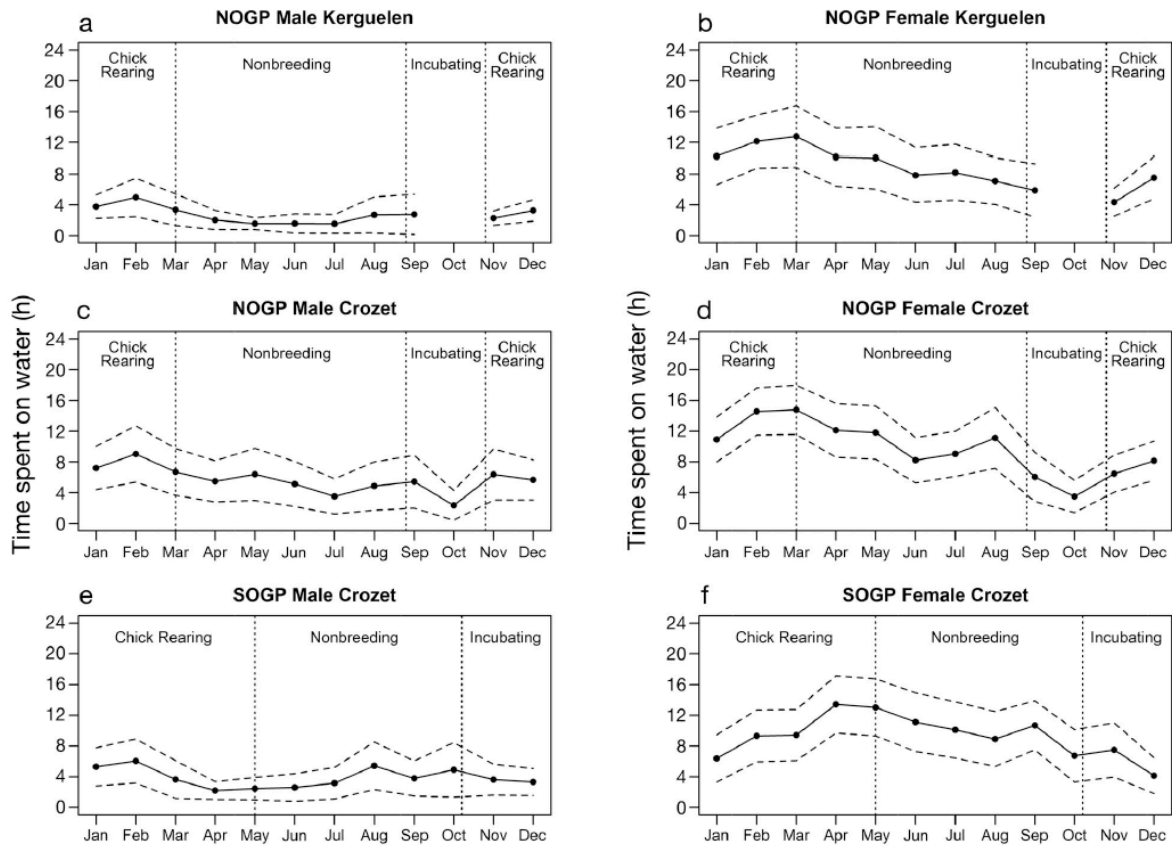 a
NOGP Male Kerguelen
24
20
16
12
8
4
0
Chick
Rearing
Nonbreeding
Incubating
Chick
Rearing
Jan Feb Mar Apr May Jun Jul Aug Sep Oct Nov Dec
b
NOGP Female Kerguelen
24
20
16
12
8
4
0
Chick
Rearing
Nonbreeding
Incubating
Chick
Rearing
Jan Feb Mar Apr May Jun Jul Aug Sep Oct Nov Dec
Time spent on water (h)
c
NOGP Male Crozet
24
20
16
12
8
4
0
Chick
Rearing
Nonbreeding
Incubating
Chick
Rearing
Jan Feb Mar Apr May Jun Jul Aug Sep Oct Nov Dec
Time spent on water (h)
d
NOGP Female Crozet
24
20
16
12
8
4
0
Chick
Rearing
Nonbreeding
Incubating
Chick
Rearing
Jan Feb Mar Apr May Jun Jul Aug Sep Oct Nov Dec
e
SOGP Male Crozet
24
20
16
12
8
4
0
Chick Rearing
Nonbreeding
Incubating
Jan Feb Mar Apr May Jun Jul Aug Sep Oct Nov Dec
f
SOGP Female Crozet
24
20
16
12
8
4
0
Chick Rearing
Nonbreeding
Incubating
Jan Feb Mar Apr May Jun Jul Aug Sep Oct Nov Dec